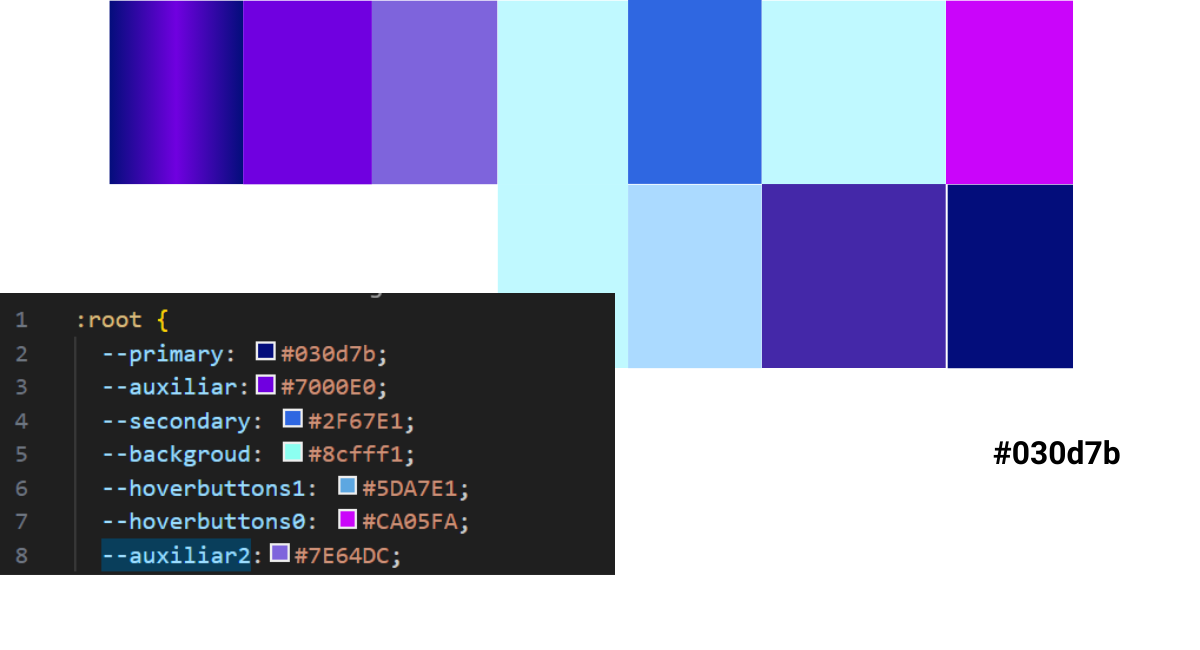 1 :root {
2 --primary: #030d7b;
3 --auxiliar: #7000E0;
4 --secondary: #2F67E1;
5 --backgroud: #8cfff1;
6 --hoverbuttons1: #5DA7E1;
7 --hoverbuttons0: #CA05FA;
8 --auxiliar2: #7E64DC;
#030d7b